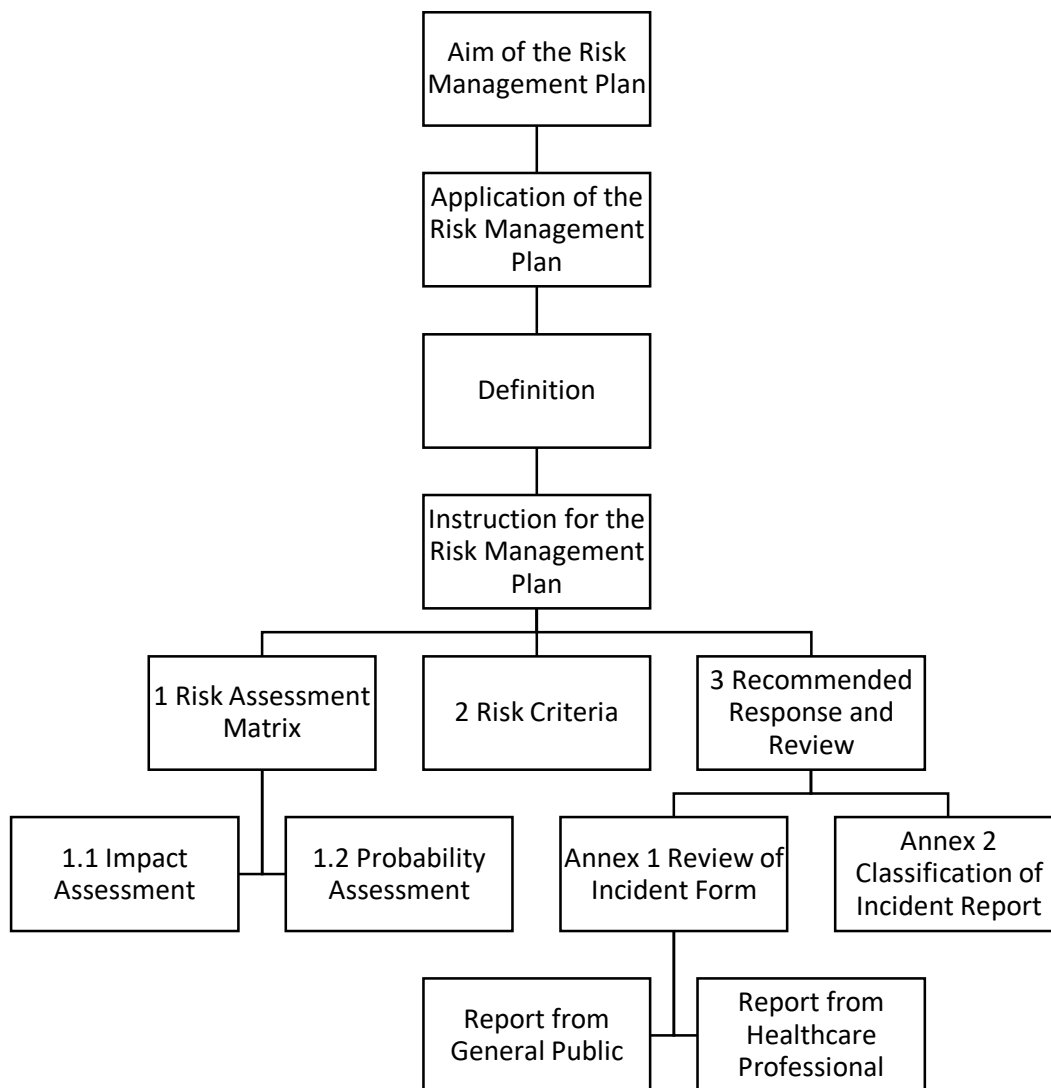 Aim of the Risk
Management Plan
Application of the
Risk Management
Plan
Definition
Instruction for the
Risk Management
Plan
1 Risk Assessment
Matrix
2 Risk Criteria
3 Recommended
Response and
Review
1.1 Impact
Assessment
1.2 Probability
Assessment
Annex 1 Review of
Incident Form
Annex 2
Classification of
Incident Report
Report from
General Public
Report from
Healthcare
Professional